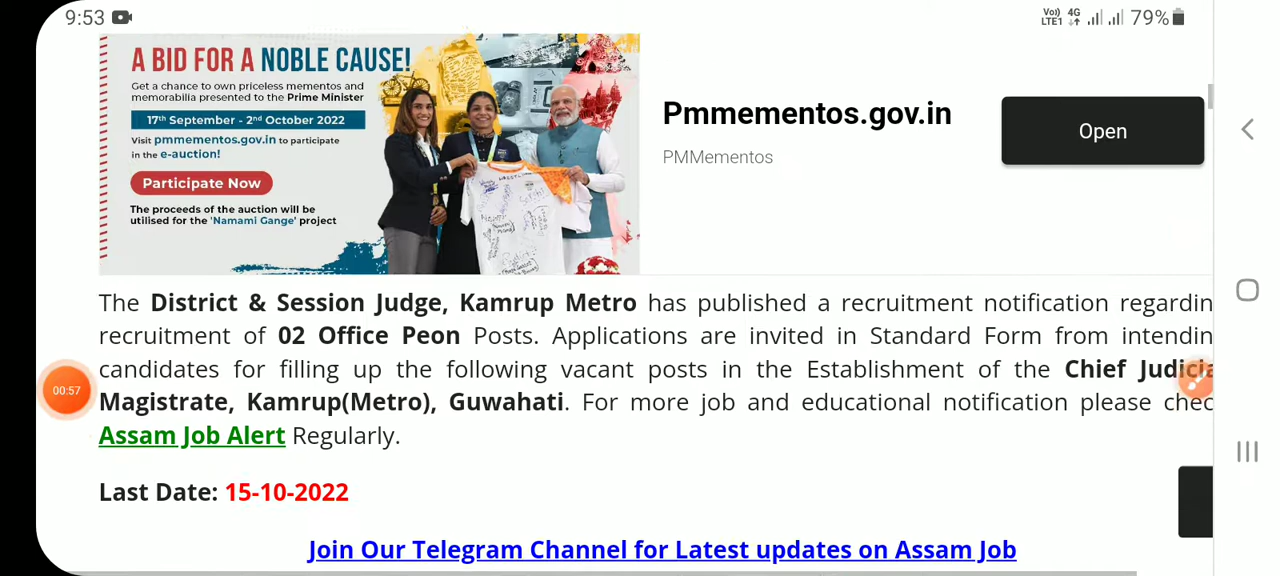 9:53
Vo)) 4G
LTE1
79%
A BID FOR A NOBLE CAUSE!
Get a chance to own priceless mementos and
memorabilia presented to the Prime Minister
17th September - 2nd October 2022
Visit pmmementos.gov.in to participate
in the e-auction!
Participate Now
The proceeds of the auction will be
utilised for the 'Namami Gange' project
Pmmementos.gov.in
PMMementos
Open
The District & Session Judge, Kamrup Metro has published a recruitment notification regardin
recruitment of 02 Office Peon Posts. Applications are invited in Standard Form from intendin
candidates for filling up the following vacant posts in the Establishment of the Chief Judicia
00:57
Magistrate, Kamrup(Metro), Guwahati. For more job and educational notification please chec
Assam Job Alert Regularly.
Last Date: 15-10-2022
Join Our Telegram Channel for Latest updates on Assam Job